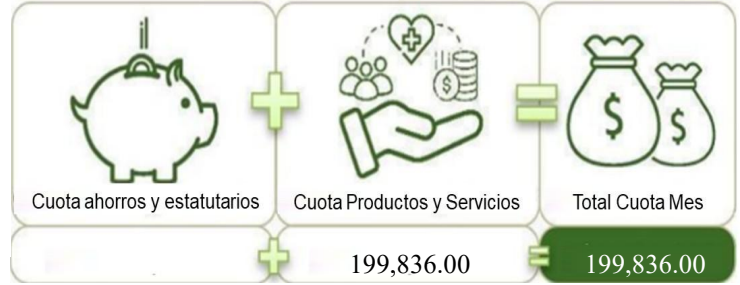 Cuota ahorros y estatutarios Cuota Productos y Servicios Total Cuota Mes
199,836.00 199,836.00